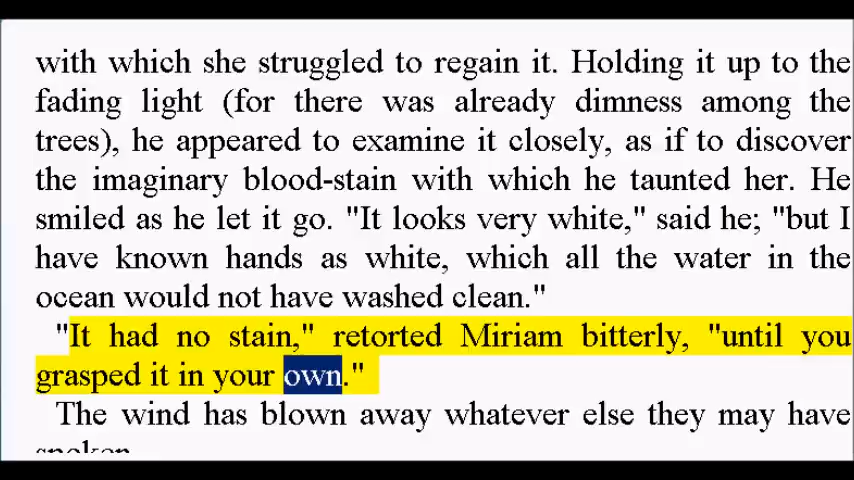 with which she struggled to regain it. Holding it up to the
fading light (for there was already dimness among the
trees), he appeared to examine it closely, as if to discover
the imaginary blood-stain with which he taunted her. He
smiled as he let it go. "It looks very white," said he; "but I
have known hands as white, which all the water in the
ocean would not have washed clean."
"It had no stain," retorted Miriam bitterly, "until you
grasped it in your own."
The wind has blown away whatever else they may have
spoken